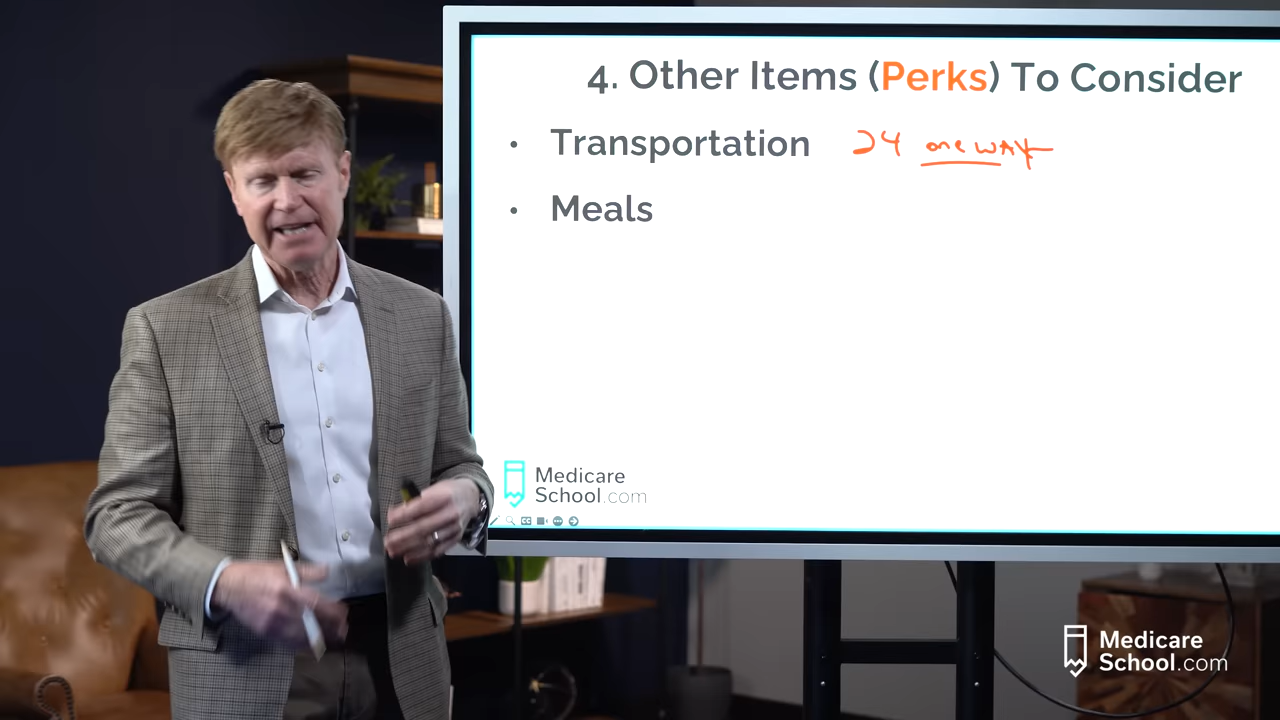 4. Other Items (Perks) To Consider
• Transportation 24 one way
• Meals
Medicare
School.com
Medicare
School.com